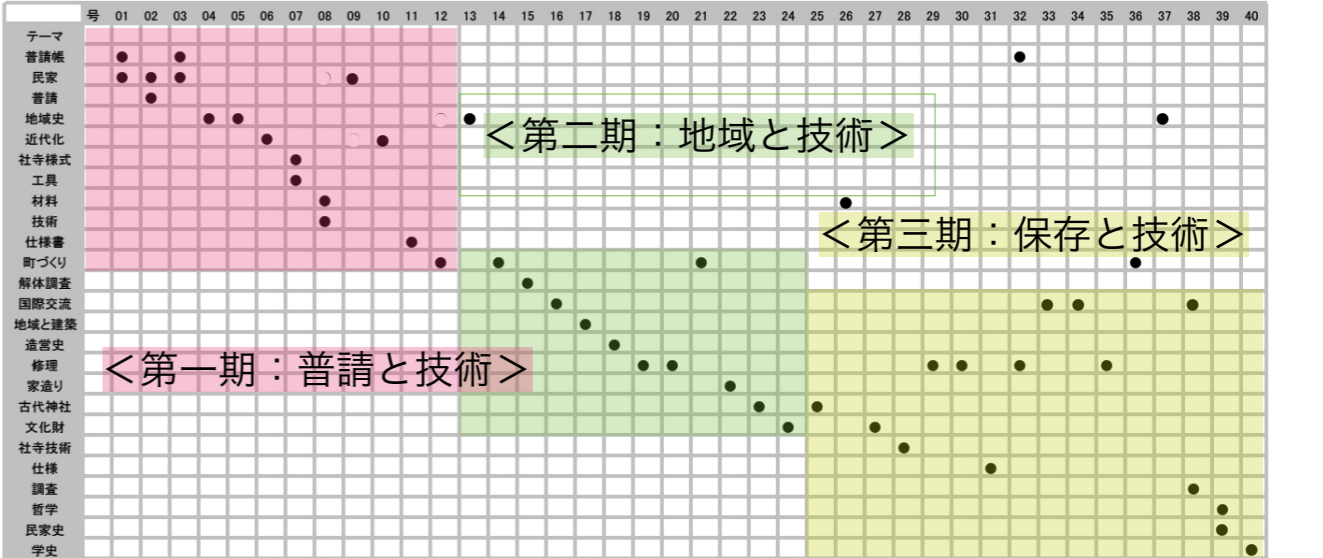 号 01 02 03 04 05 06 07 08 09 10 11 12 13 14 15 16 17 18 19 20 21 22 23 24 25 26 27 28 29 30 31 32 33 34 35 36 37 38 39 40
テーマ
普請帳
民家
普請
地域史
＜第二期：地域と技術＞
近代化
社寺様式
工具
材料
技術
＜第三期：保存と技術＞
仕様書
町づくり
解体調査
国際交流
地域と建築
造営史
修理
＜第一期：普請と技術＞
家造り
古代神社
文化財
社寺技術
仕様
調査
哲学
民家史
学史